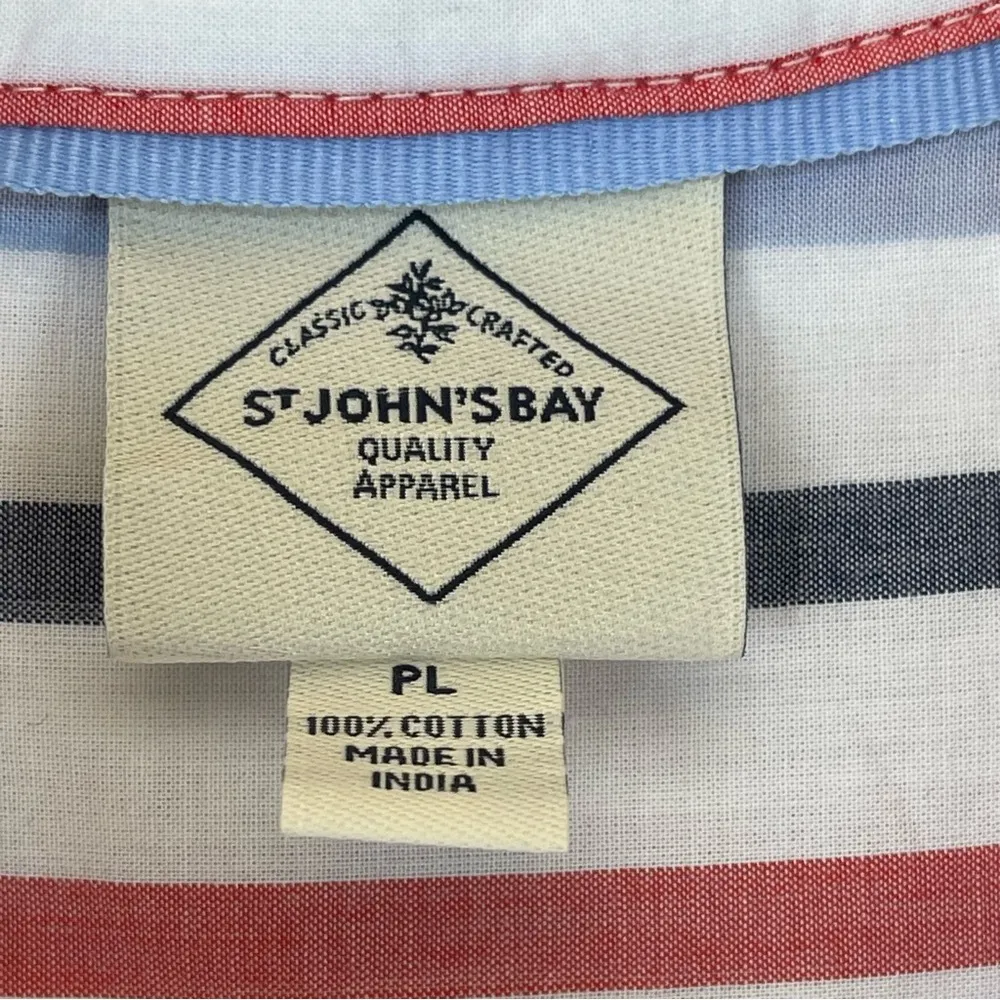 CLASSIC CRAFTED
ST JOHN'S BAY
QUALITY
APPAREL
PL
100% COTTON
MADE IN
INDIA